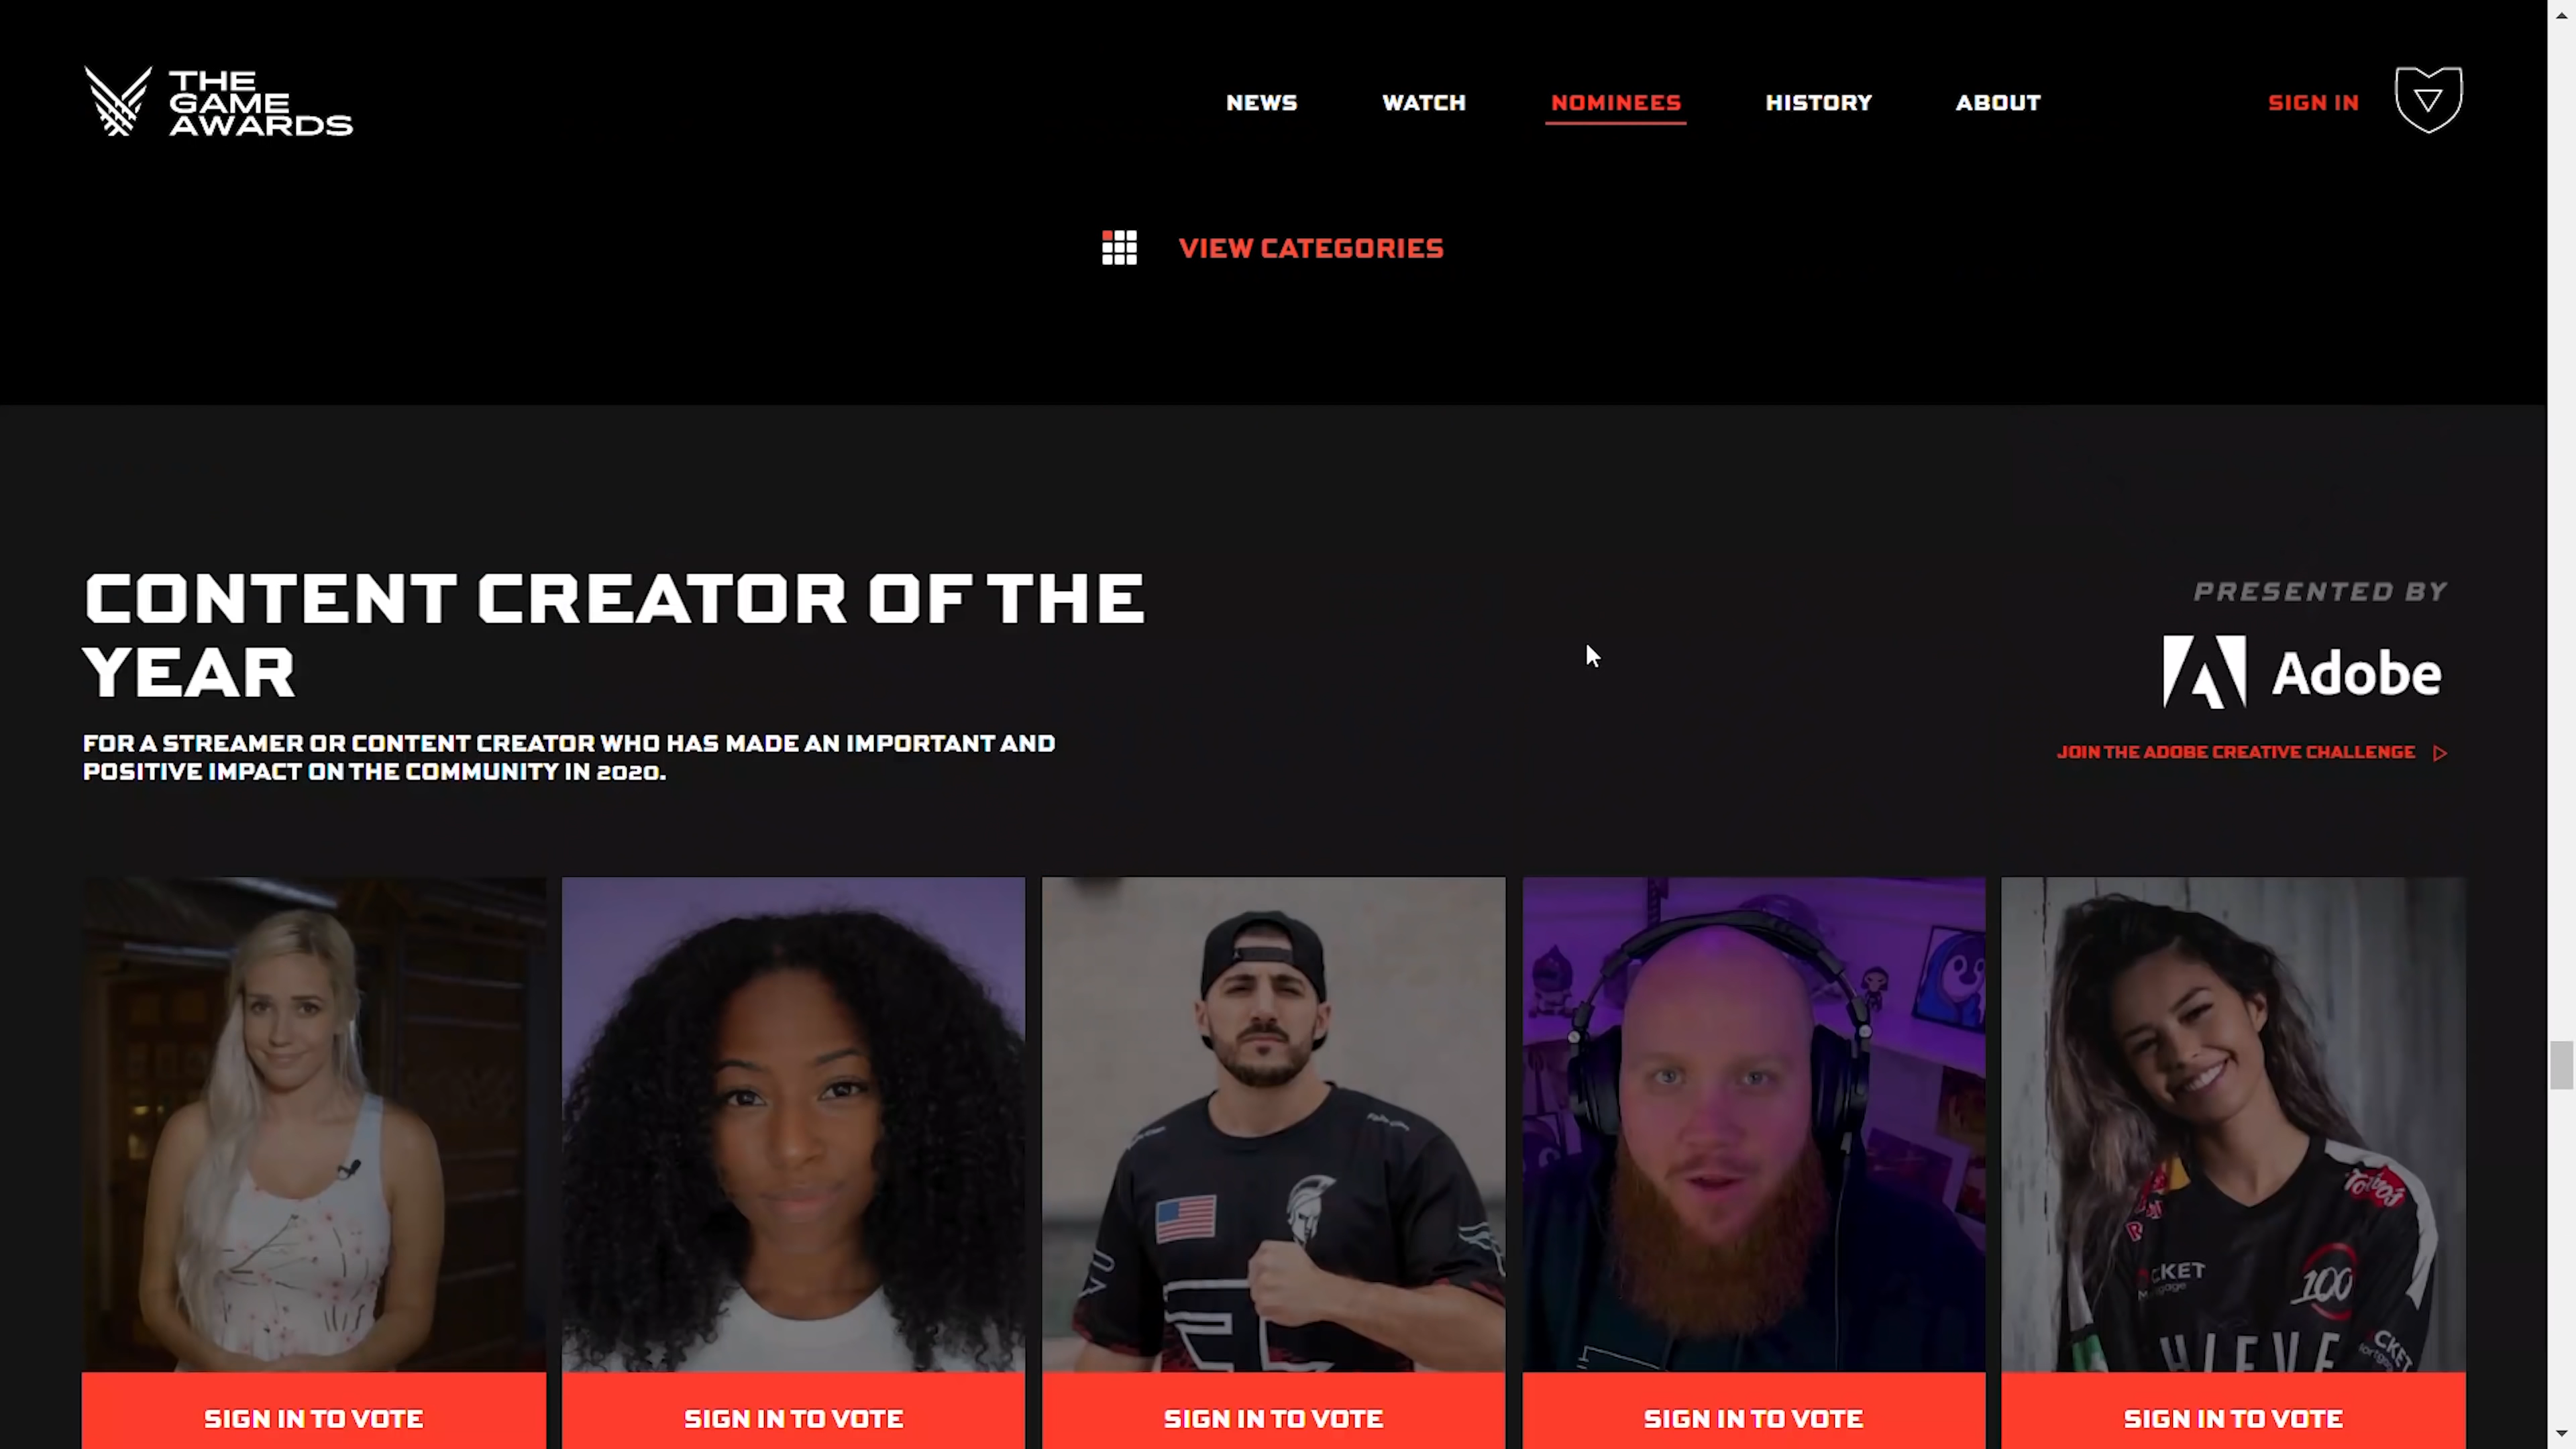 THE
GAME
AWARDS
NEWS
WATCH
NOMINEES
HISTORY
ABOUT
SIGN IN
VIEW CATEGORIES
CONTENT CREATOR OF THE
YEAR
FOR A STREAMER OR CONTENT CREATOR WHO HAS MADE AN IMPORTANT AND
POSITIVE IMPACT ON THE COMMUNITY IN 2020.
PRESENTED BY
Adobe
JOIN THE ADOBE CREATIVE CHALLENGE
100
SIGN IN TO VOTE
SIGN IN TO VOTE
SIGN IN TO VOTE
SIGN IN TO VOTE
SIGN IN TO VOTE